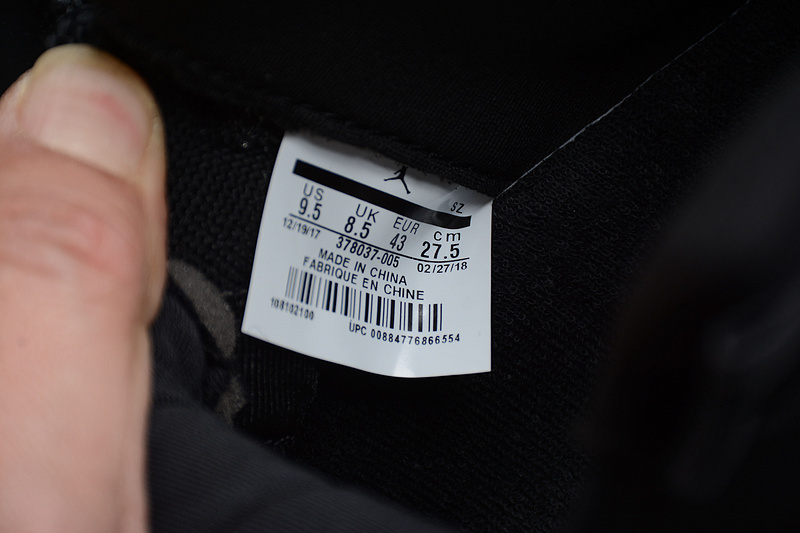 SZ
US UK EUR cm
9.5 8.5 43 27.5
12/19/17 378037-005 02/27/18
MADE IN CHINA
FABRIQUE EN CHINE
108102100
UPC 00884776866554